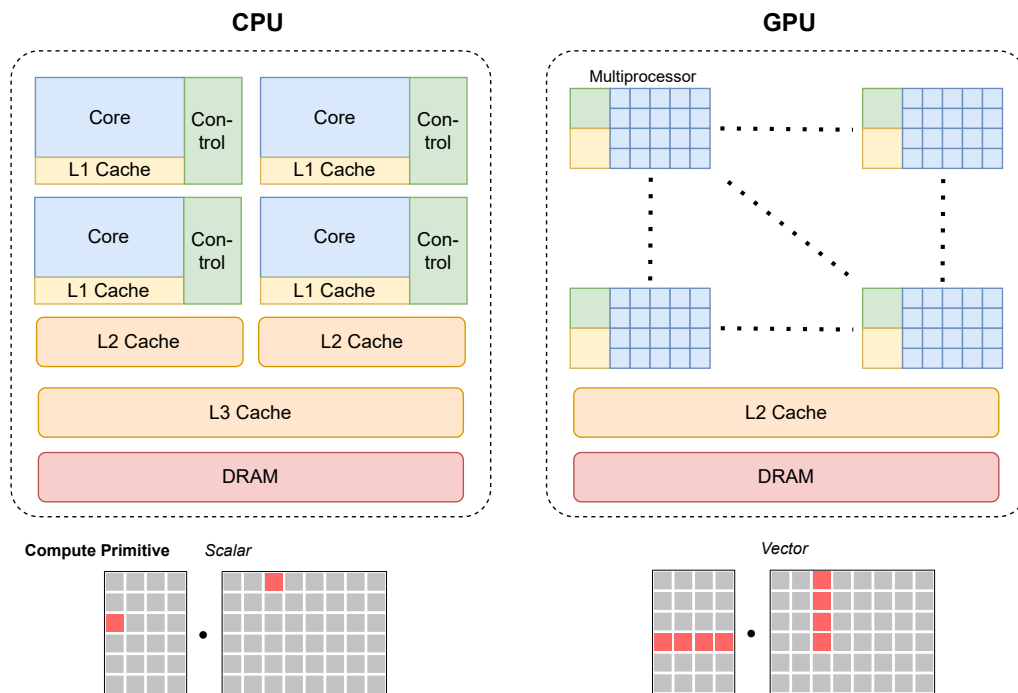 CPU
GPU
Core
Con-
trol
L1 Cache
Core
Con-
trol
L1 Cache
Core
Con-
trol
L1 Cache
Core
Con-
trol
L1 Cache
L2 Cache
L2 Cache
L3 Cache
DRAM
Multiprocessor
L2 Cache
DRAM
Compute Primitive
Scalar
Vector